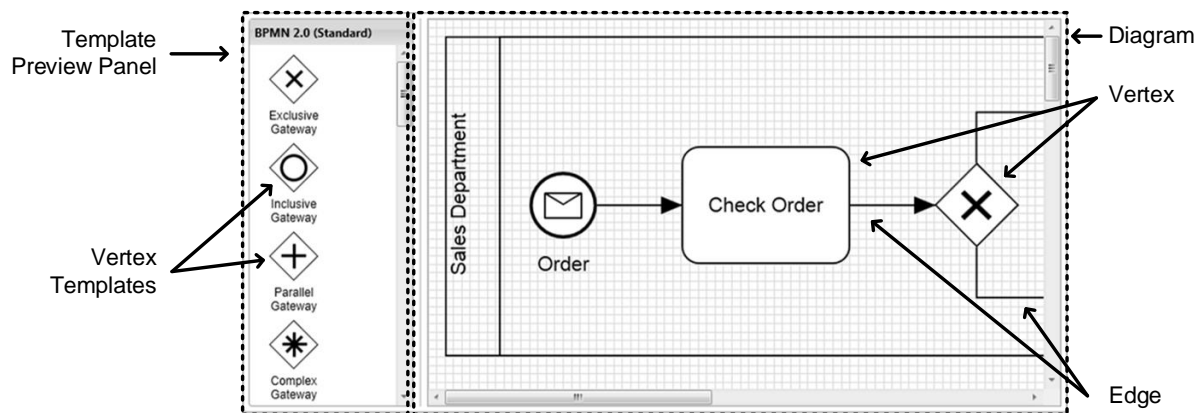 Template
Preview Panel
Vertex
Templates
BPMN 2.0 (Standard)
Exclusive
Gateway
Inclusive
Gateway
Parallel
Gateway
Complex
Gateway
Sales Department
Order
Check Order
Diagram
Vertex
Edge